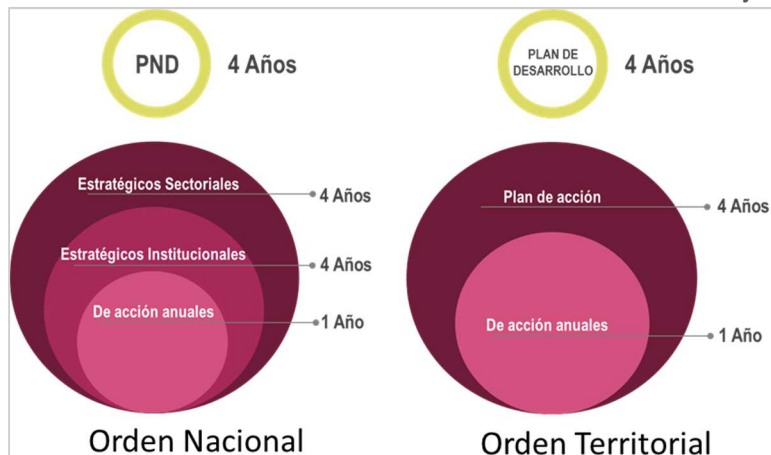 PND
4 Años
Estratégicos Sectoriales
4 Años
Estratégicos Institucionales
4 Años
De acción anuales
1 Año
Orden Nacional
PLAN DE
DESARROLLO
4 Años
Plan de acción
4 Años
De acción anuales
1 Año
Orden Territorial